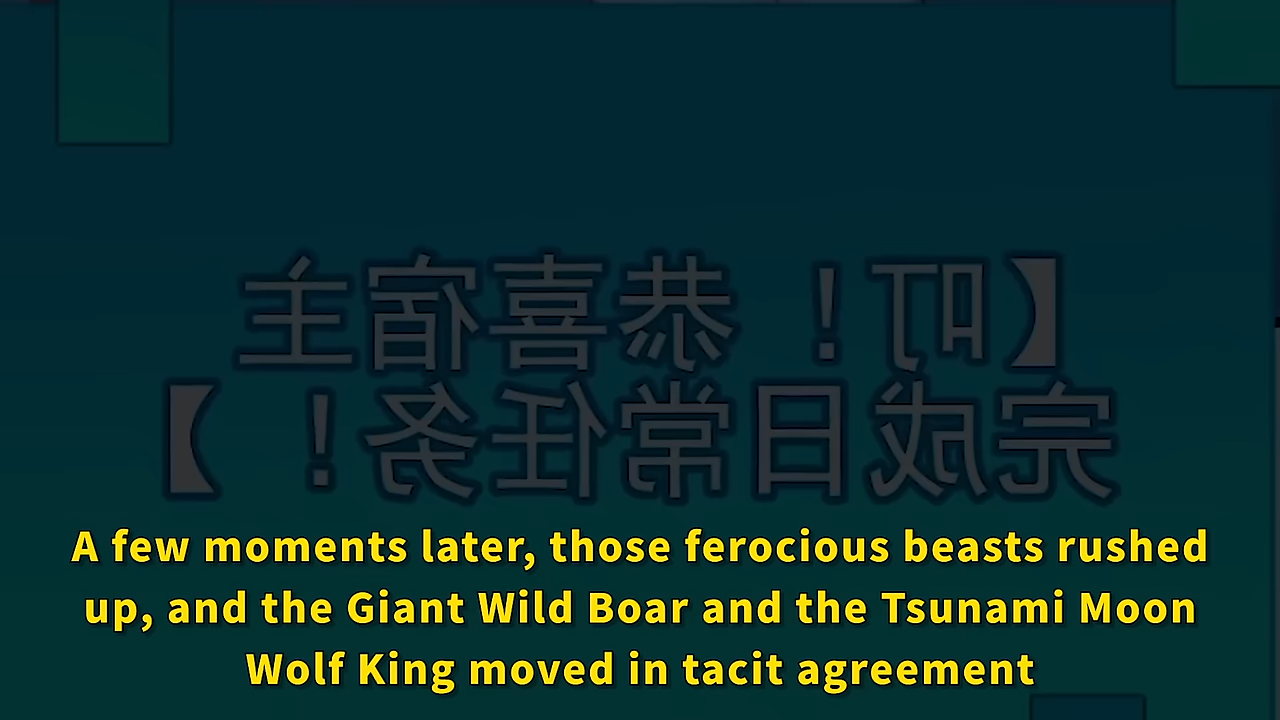 【叮！恭喜宿主
完成日常任务！】
A few moments later, those ferocious beasts rushed
up, and the Giant Wild Boar and the Tsunami Moon
Wolf King moved in tacit agreement